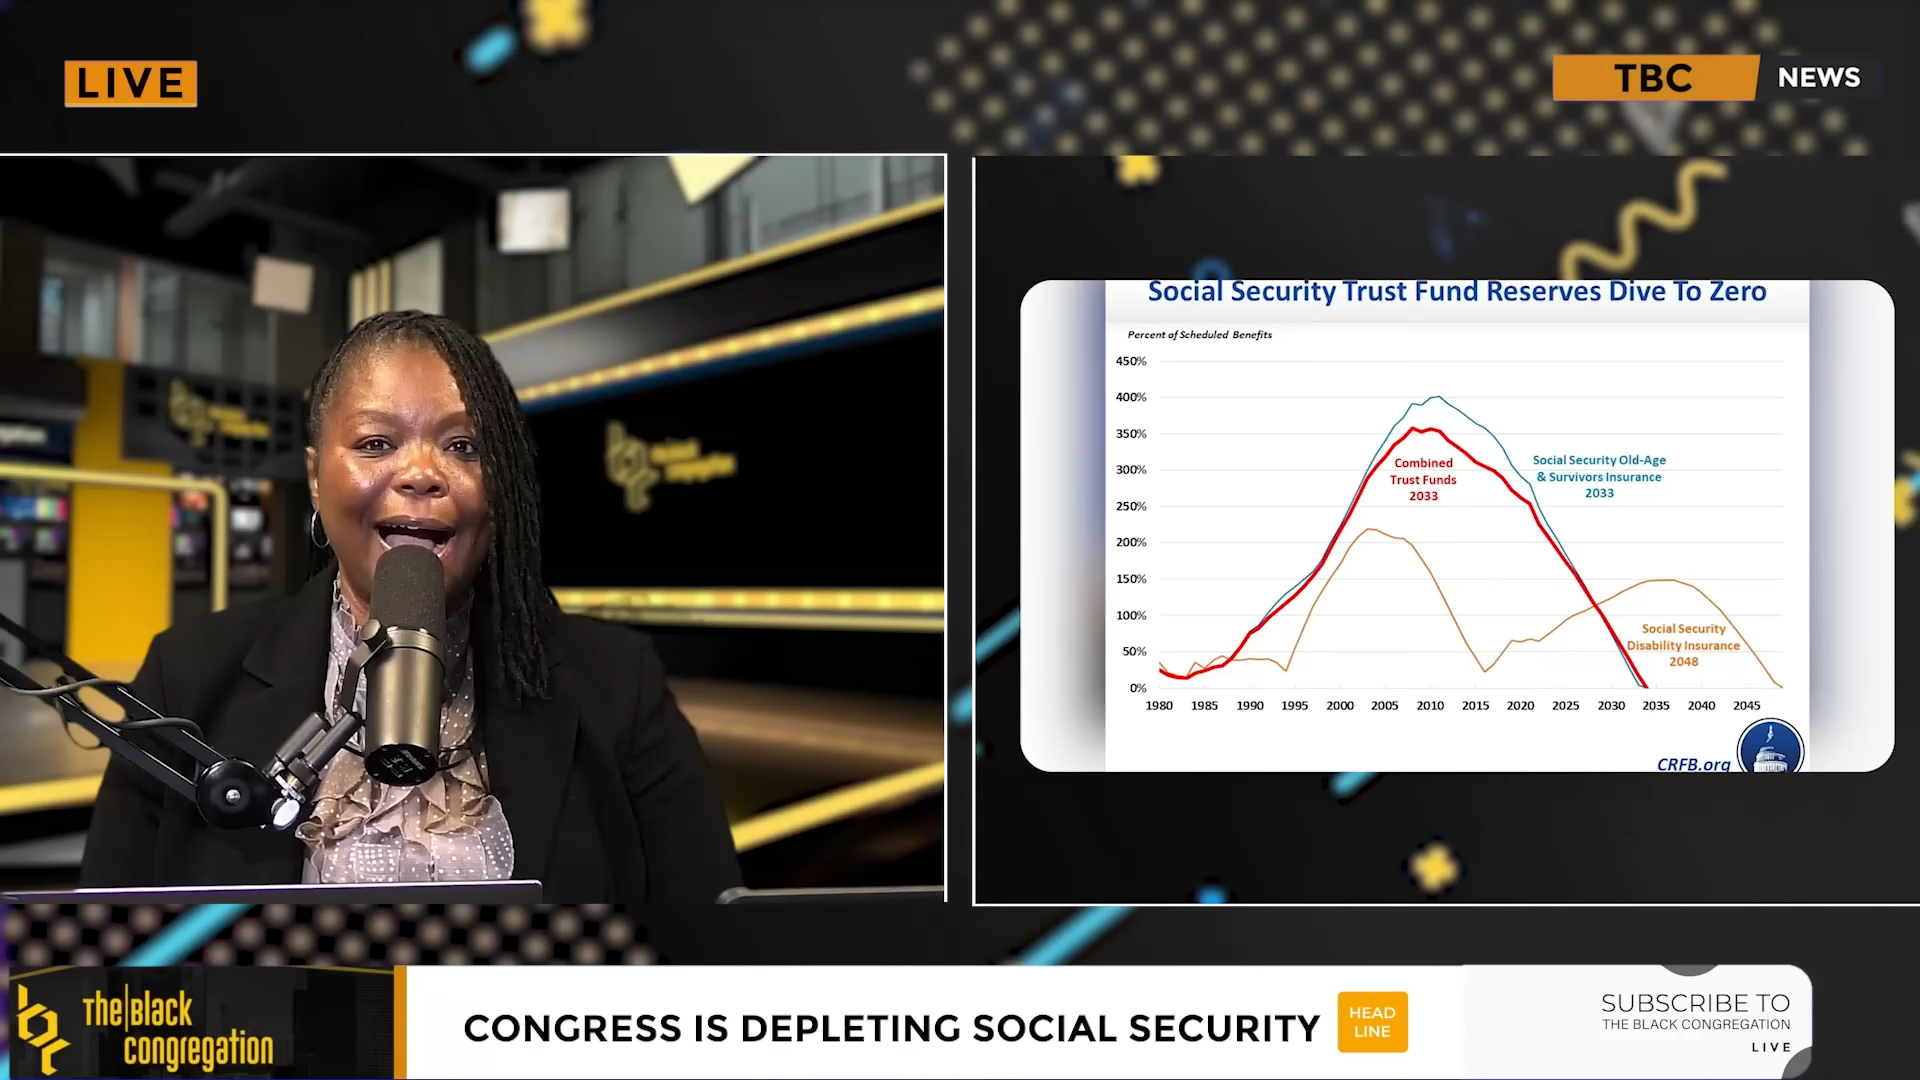 LIVE
TBC NEWS
Social Security Trust Fund Reserves Dive To Zero
Percent of Scheduled Benefits
450%
400%
350%
300%
250%
200%
150%
100%
50%
0%
Combined
Trust Funds
2033
Social Security Old-Age
& Survivors Insurance
2033
Social Security
Disability Insurance
2048
1980 1985 1990 1995 2000 2005 2010 2015 2020 2025 2030 2035 2040 2045
CRFB.org
The Black
congregation
CONGRESS IS DEPLETING SOCIAL SECURITY
HEAD
LINE
SUBSCRIBE TO
THE BLACK CONGREGATION
LIVE